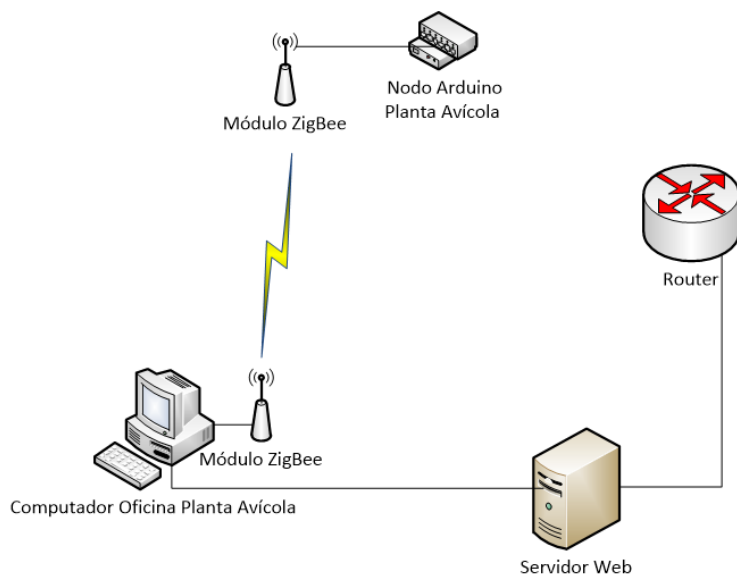 Nodo Arduino
Planta Avícola
Módulo ZigBee
Router
Módulo ZigBee
Computador Oficina Planta Avícola
Servidor Web